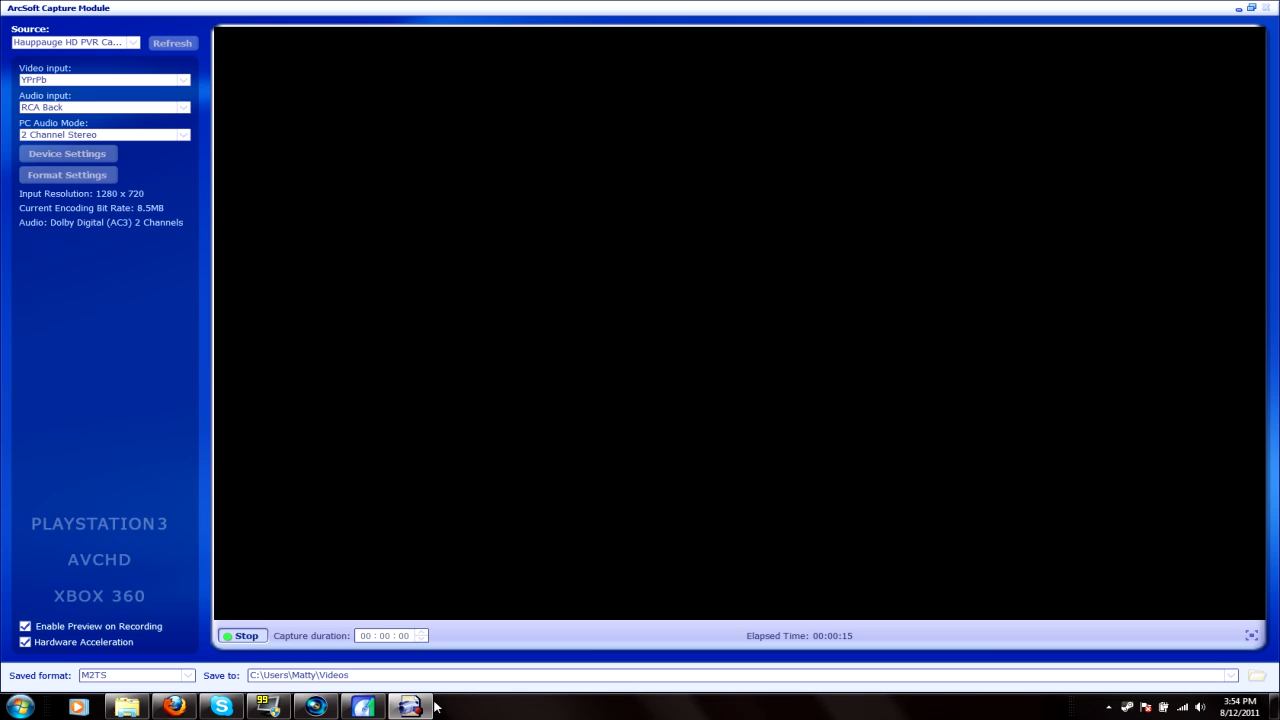 ArcSoft Capture Module
Source:
Hauppauge HD PVR Ca...
Refresh
Video input:
YPrPb
Audio input:
RCA Back
PC Audio Mode:
2 Channel Stereo
Device Settings
Format Settings
Input Resolution: 1280 x 720
Current Encoding Bit Rate: 8.5MB
Audio: Dolby Digital (AC3) 2 Channels
PLAYSTATION3
AVCHD
XBOX 360
Enable Preview on Recording
Hardware Acceleration
Stop
Capture duration:
00 : 00 : 00
Elapsed Time: 00:00:15
Saved format:
M2TS
Save to:
C:\Users\Matty\Videos
99
3:54 PM
8/12/2011